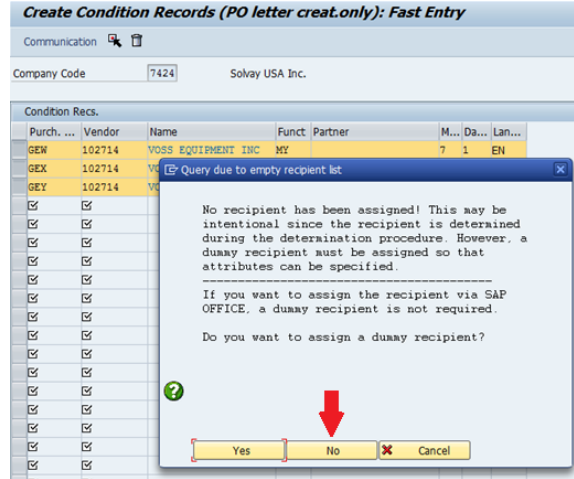 Create Condition Records (PO letter creat.only): Fast Entry
Communication
Company Code 7424 Solvay USA Inc.
Condition Recs.
Purch. ... Vendor Name Funct Partner M... Da... Lan...
GEW 102714 VOSS EQUIPMENT INC MY 7 1 EN
GEX 102714
GEY 102714
Query due to empty recipient list
No recipient has been assigned! This may be
intentional since the recipient is determined
during the determination procedure. However, a
dummy recipient must be assigned so that
attributes can be specified.
If you want to assign the recipient via SAP
OFFICE, a dummy recipient is not required.
Do you want to assign a dummy recipient?
Yes No Cancel